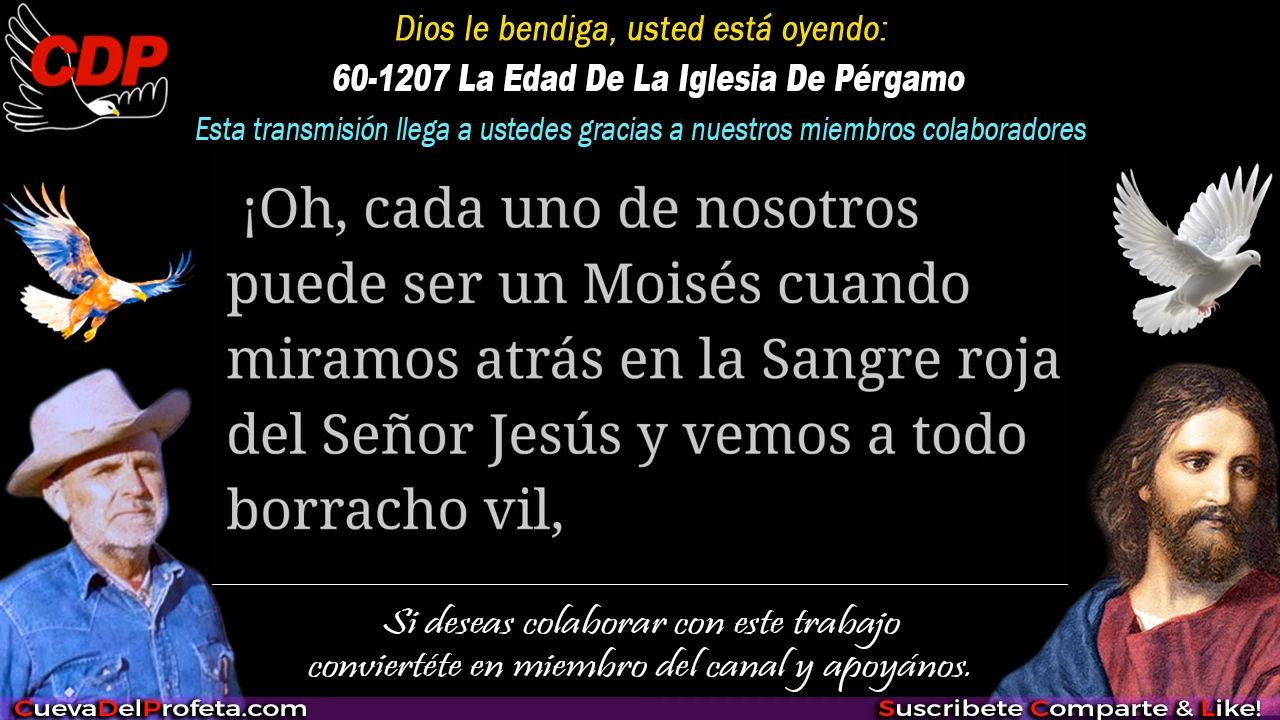 CDP
Dios le bendiga, usted está oyendo:
60-1207 La Edad De La Iglesia De Pérgamo
Esta transmisión llega a ustedes gracias a nuestros miembros colaboradores
¡Oh, cada uno de nosotros
puede ser un Moisés cuando
miramos atrás en la Sangre roja
del Señor Jesús y vemos a todo
borracho vil,
Si deseas colaborar con este trabajo
conviertéte en miembro del canal y apoyános.
CuevaDelProfeta.com
Suscribete Comparte & Like!